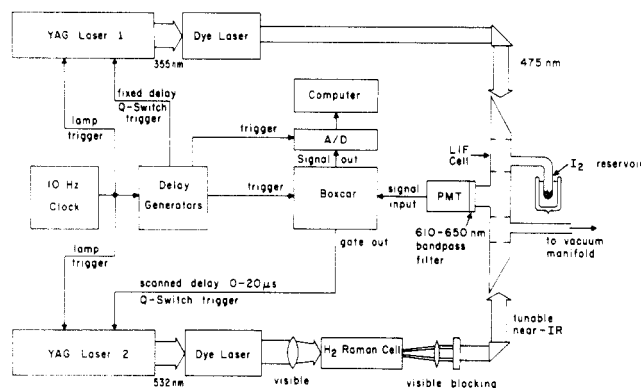 YAG Laser 1
355nm
Dye Laser
475 nm
fixed delay
Q-Switch
trigger
lamp
trigger
Computer
trigger
A/D
Signal out
LIF
Cell
I2 reservoir
10 Hz
Clock
Delay
Generators
trigger
Boxcar
signal
input
PMT
gate out
610-650 nm
bandpass
filter
to vacuum
manifold
lamp
trigger
scanned delay 0-20μs
Q-Switch trigger
tunable
near-IR
YAG Laser 2
532nm
Dye Laser
visible
H2 Raman Cell
visible blocking